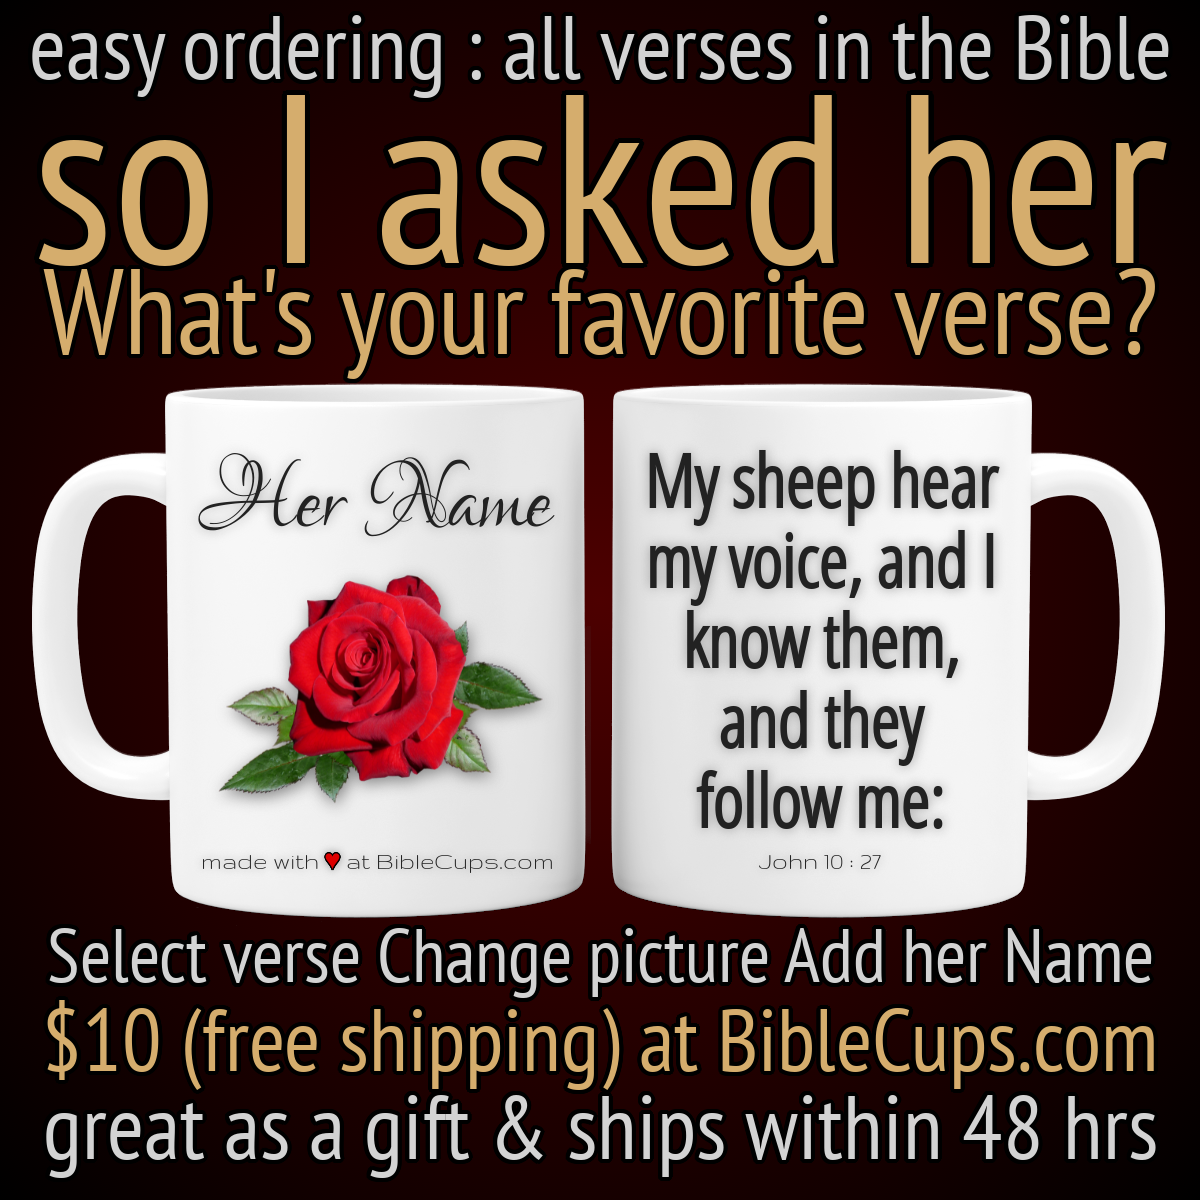 easy ordering : all verses in the Bible
so I asked her
What's your favorite verse?
Her Name
made with ♥ at BibleCups.com
My sheep hear
my voice, and I
know them,
and they
follow me:
John 10 : 27
Select verse Change picture Add her Name
$10 (free shipping) at BibleCups.com
great as a gift & ships within 48 hrs